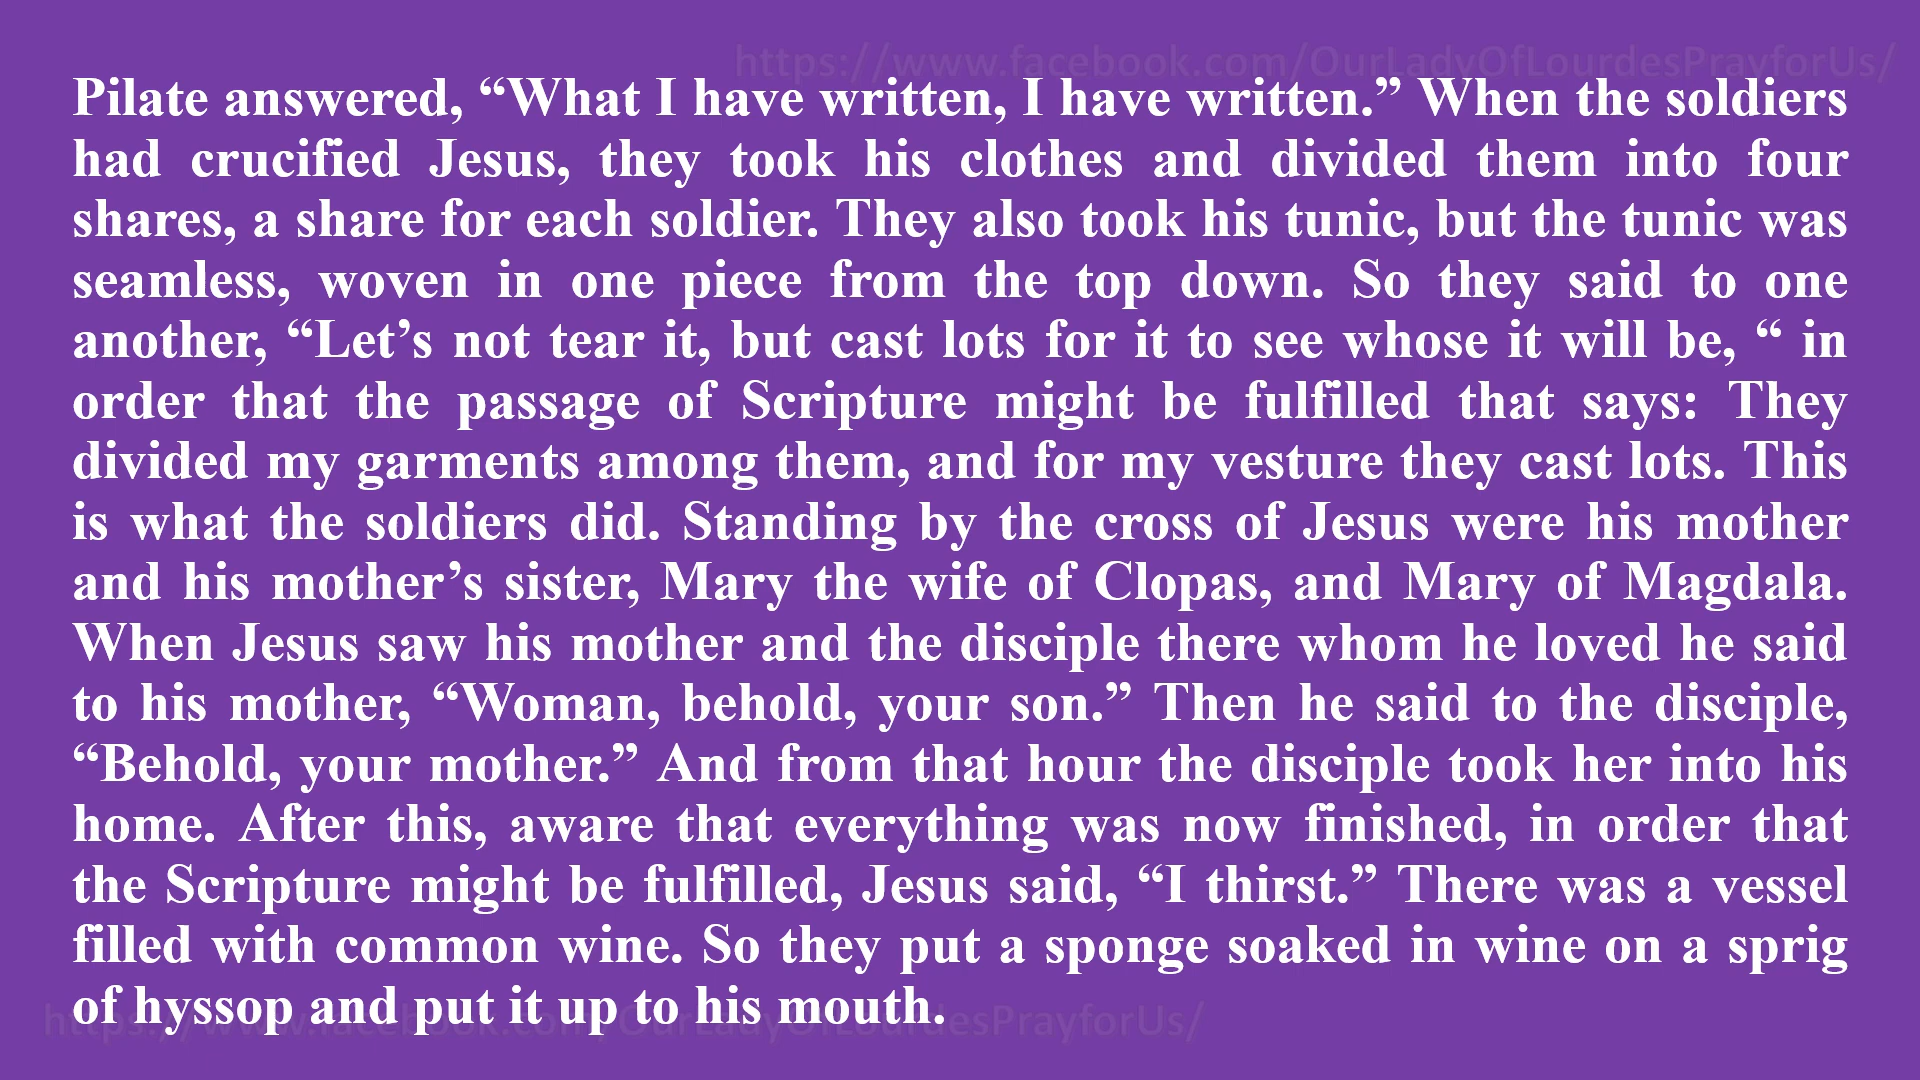 https://www.facebook.com/OurLadyOfLourdesPrayforUs/
Pilate answered, “What I have written, I have written.” When the soldiers
had crucified Jesus, they took his clothes and divided them into four
shares, a share for each soldier. They also took his tunic, but the tunic was
seamless, woven in one piece from the top down. So they said to one
another, “Let’s not tear it, but cast lots for it to see whose it will be, “ in
order that the passage of Scripture might be fulfilled that says: They
divided my garments among them, and for my vesture they cast lots. This
is what the soldiers did. Standing by the cross of Jesus were his mother
and his mother’s sister, Mary the wife of Clopas, and Mary of Magdala.
When Jesus saw his mother and the disciple there whom he loved he said
to his mother, “Woman, behold, your son.” Then he said to the disciple,
“Behold, your mother.” And from that hour the disciple took her into his
home. After this, aware that everything was now finished, in order that
the Scripture might be fulfilled, Jesus said, “I thirst.” There was a vessel
filled with common wine. So they put a sponge soaked in wine on a sprig
of hyssop and put it up to his mouth.
https://www.facebook.com/OurLadyOfLourdesPrayforUs/